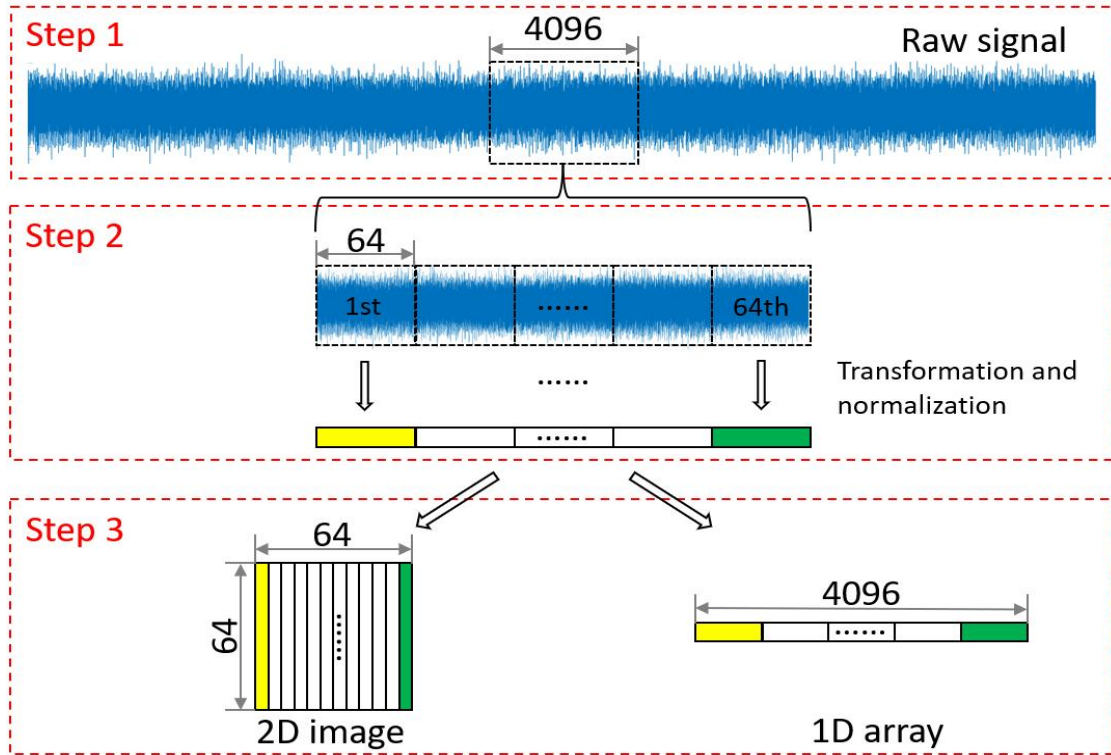 Step 1
4096
Raw signal
Step 2
64
1st
......
64th
......
Transformation and
normalization
......
Step 3
64
64
......
2D image
4096
......
1D array